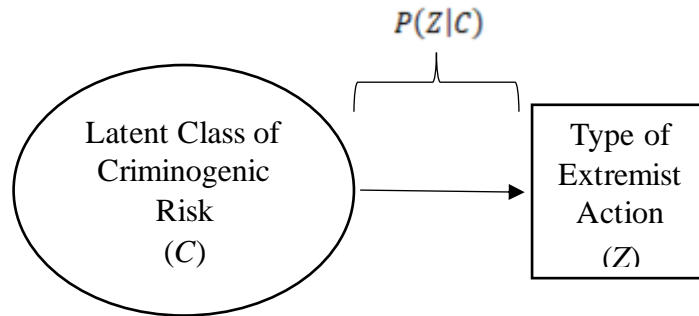 P(Z|C)
Latent Class of
Criminogenic
Risk
(C)
Type of
Extremist
Action
(Z)